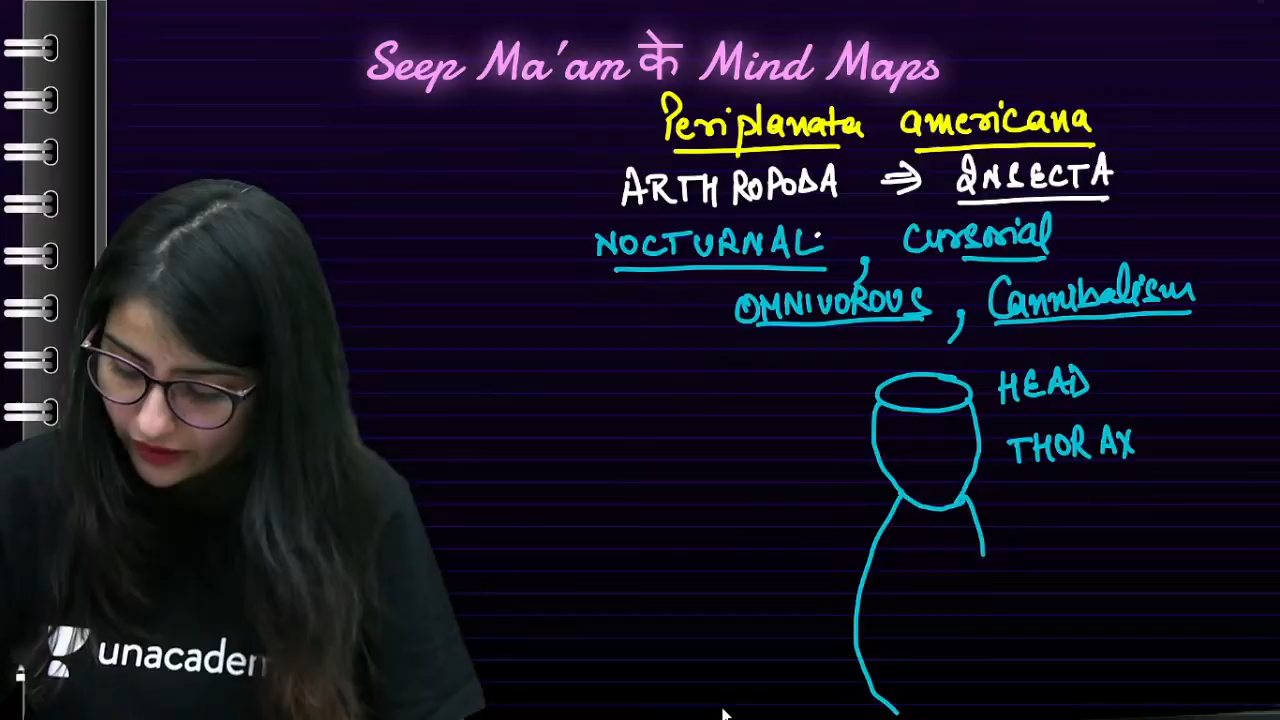 Seep Ma'am के Mind Maps
Periplanata americana
ARTHROPODA ⇒ INSECTA
NOCTURNAL, cursorial
OMNIVOROUS, Cannibalism
HEAD
THORAX
unacadem